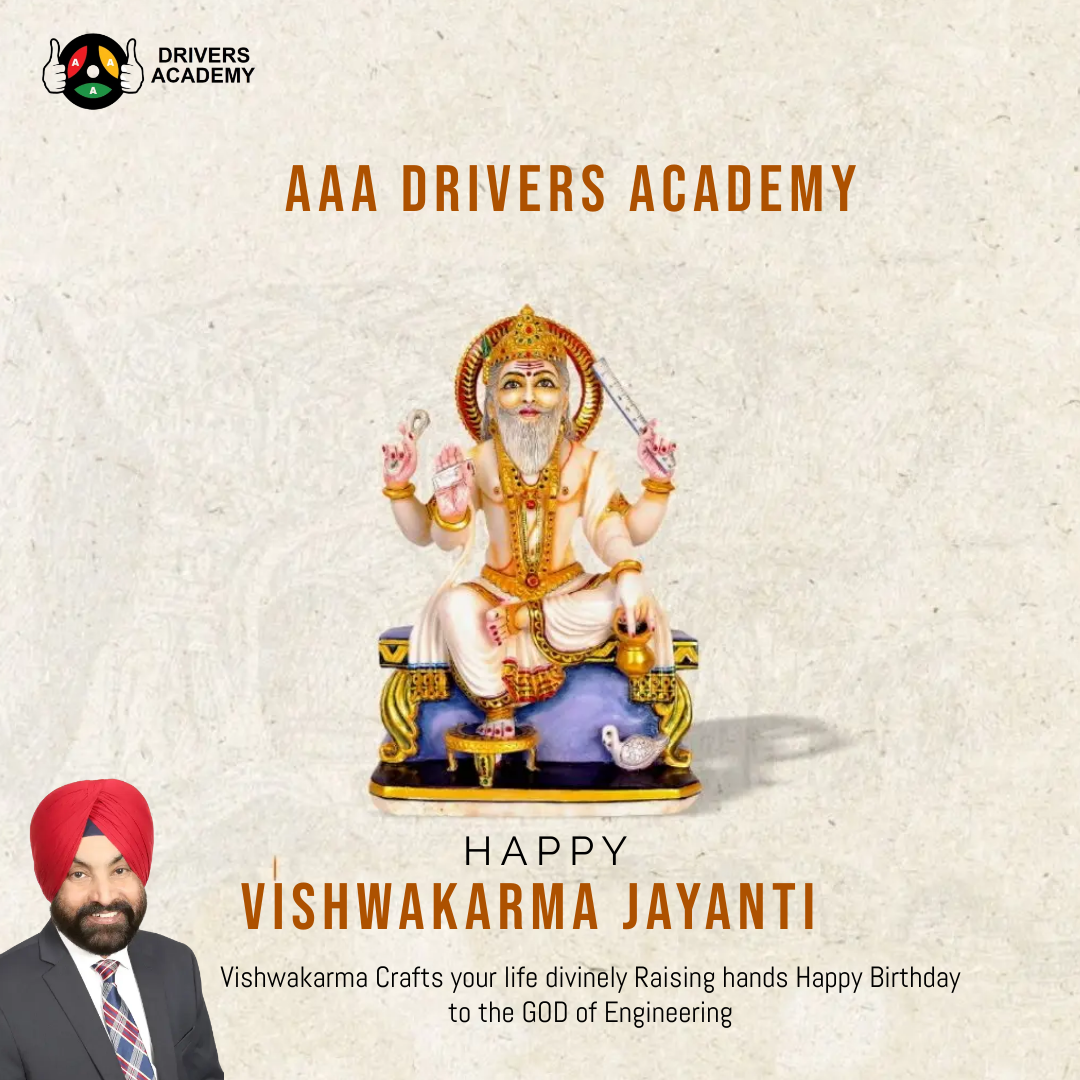 A A
A
DRIVERS
ACADEMY
AAA DRIVERS ACADEMY
HAPPY
VISHWAKARMA JAYANTI
Vishwakarma Crafts your life divinely Raising hands Happy Birthday
to the GOD of Engineering